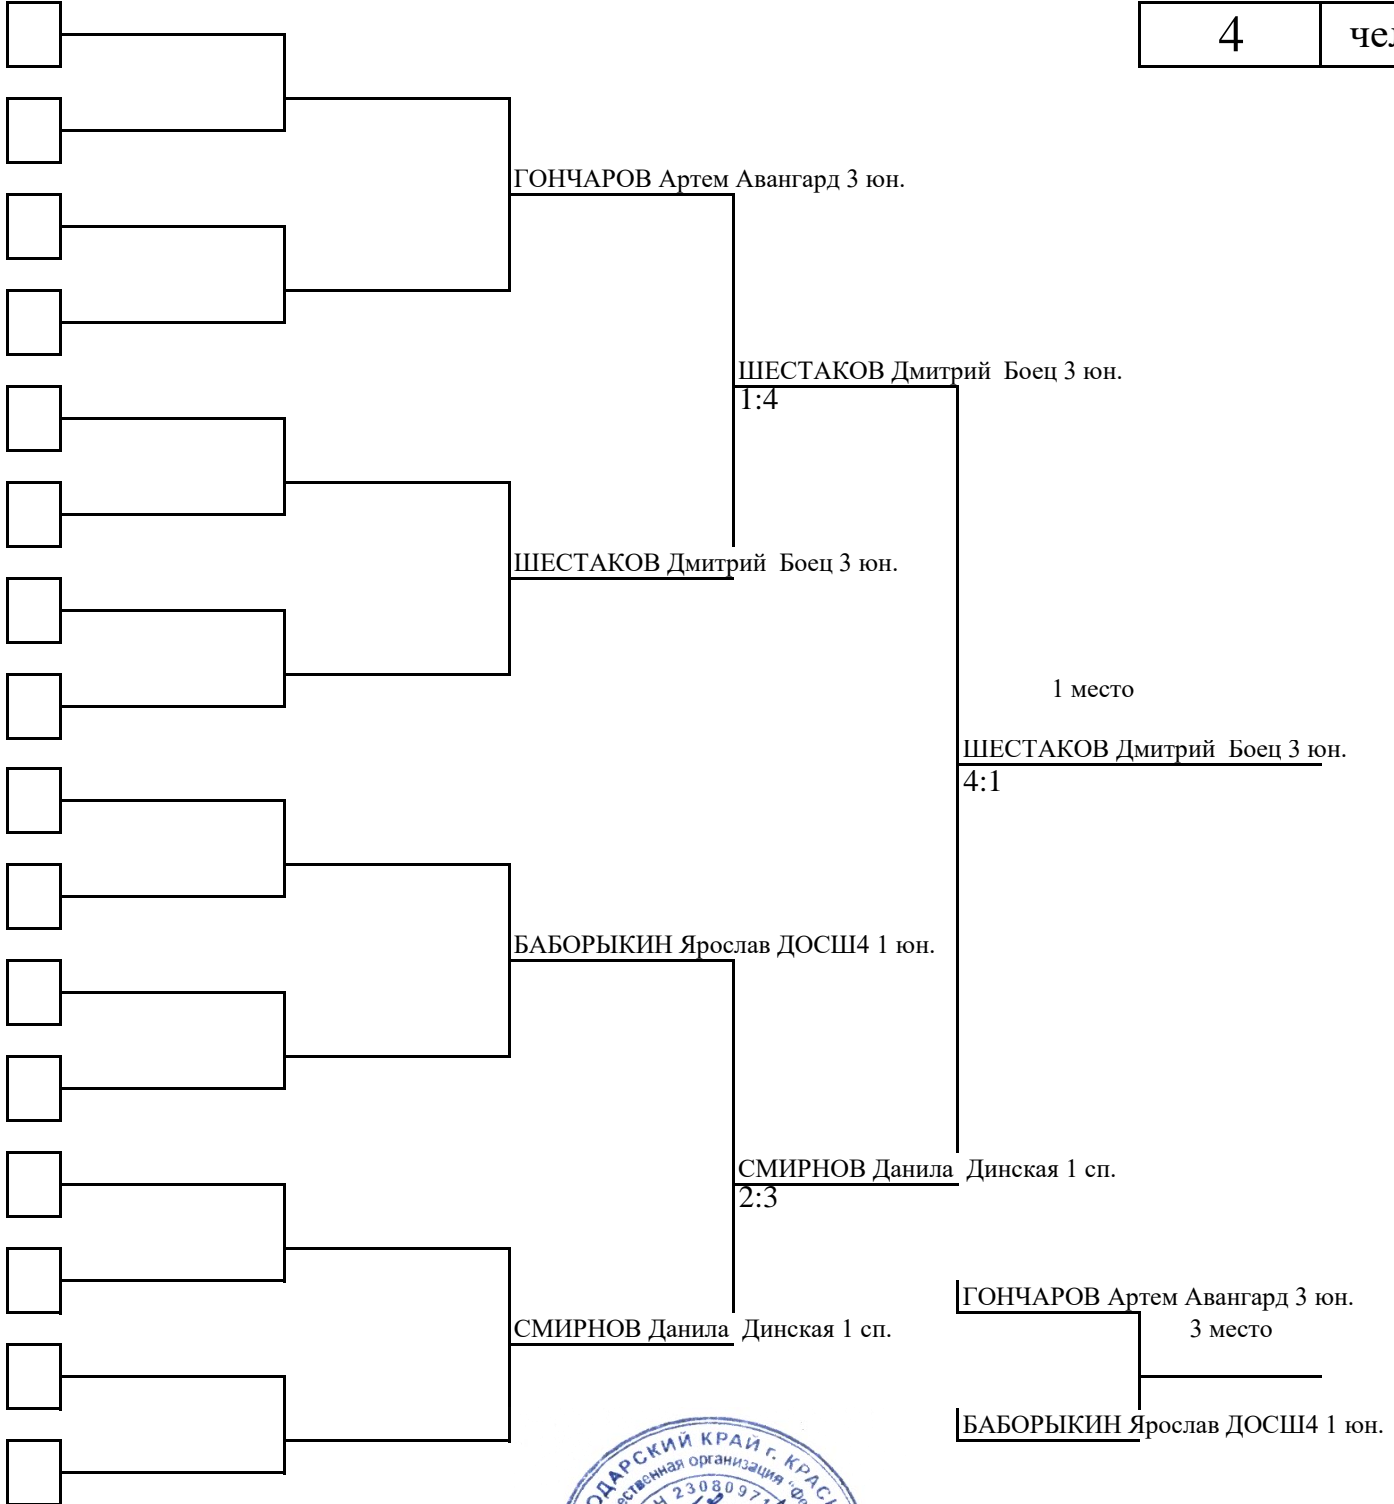 4
ГОНЧАРОВ Артем Авангард 3 юн.
ШЕСТАКОВ Дмитрий Боец 3 юн.
1:4
ШЕСТАКОВ Дмитрий Боец 3 юн.
1 место
ШЕСТАКОВ Дмитрий Боец 3 юн.
4:1
БАБОРЫКИН Ярослав ДОСШ4 1 юн.
СМИРНОВ Данила Динская 1 сп.
2:3
ГОНЧАРОВ Артем Авангард 3 юн.
СМИРНОВ Данила Динская 1 сп.
3 место
БАБОРЫКИН Ярослав ДОСШ4 1 юн.
КРАЙ г.
организация